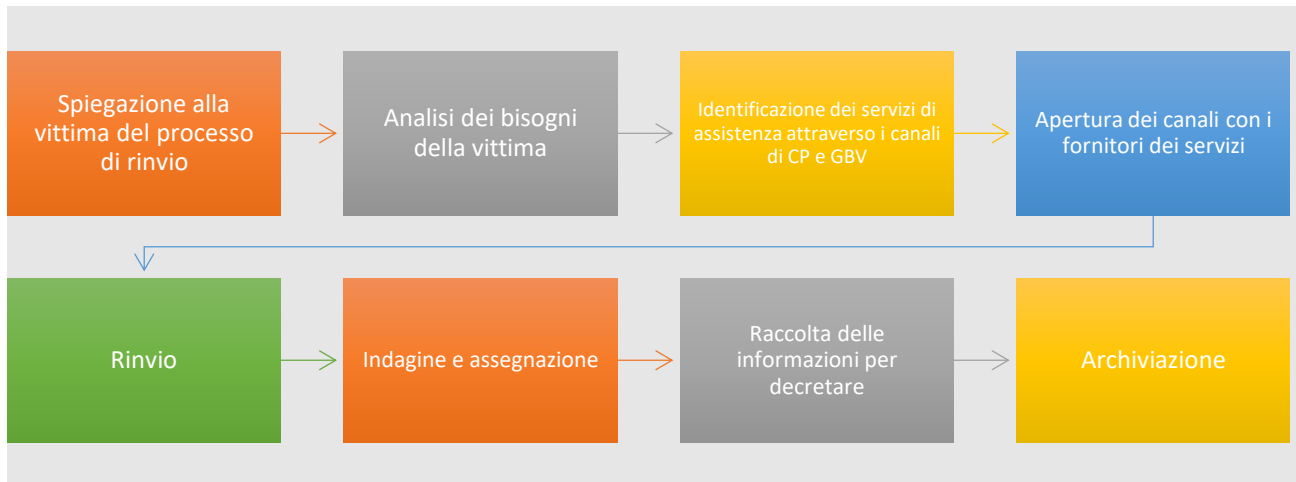 Spiegazione alla
vittima del processo
di rinvio
Analisi dei bisogni
della vittima
Identificazione dei servizi di
assistenza attraverso i canali
di CP e GBV
Apertura dei canali con i
fornitori dei servizi
Rinvio
Indagine e assegnazione
Raccolta delle
informazioni per
decretare
Archiviazione